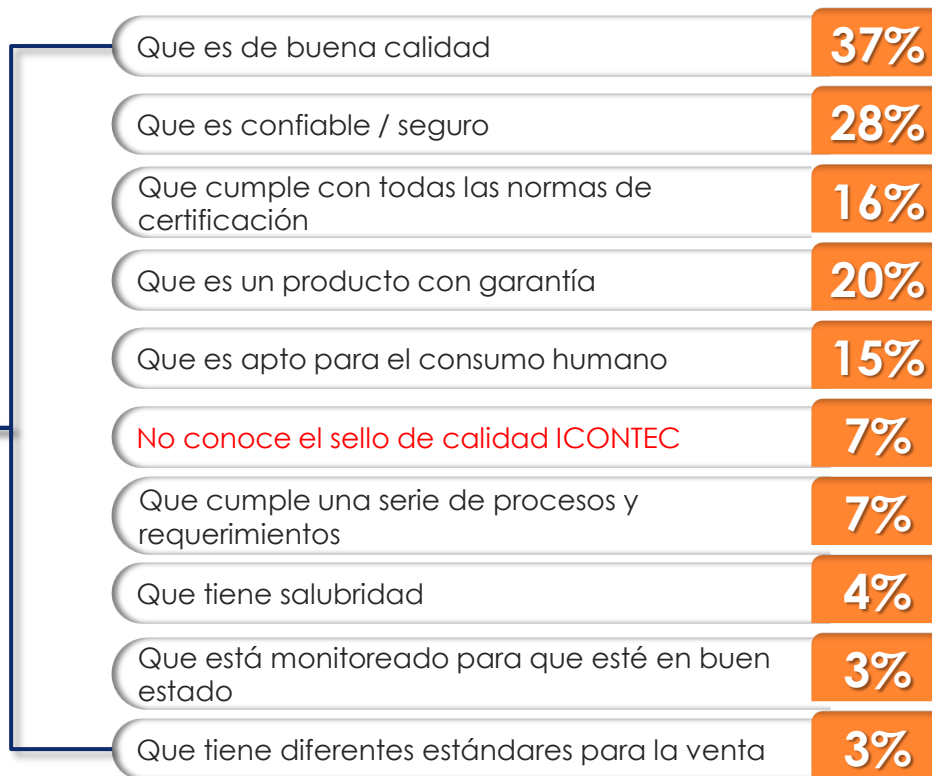 Que es de buena calidad 37%
Que es confiable / seguro 28%
Que cumple con todas las normas de
certificación 16%
Que es un producto con garantía 20%
Que es apto para el consumo humano 15%
No conoce el sello de calidad ICONTEC 7%
Que cumple una serie de procesos y
requerimientos 7%
Que tiene salubridad 4%
Que está monitoreado para que esté en buen
estado 3%
Que tiene diferentes estándares para la venta 3%